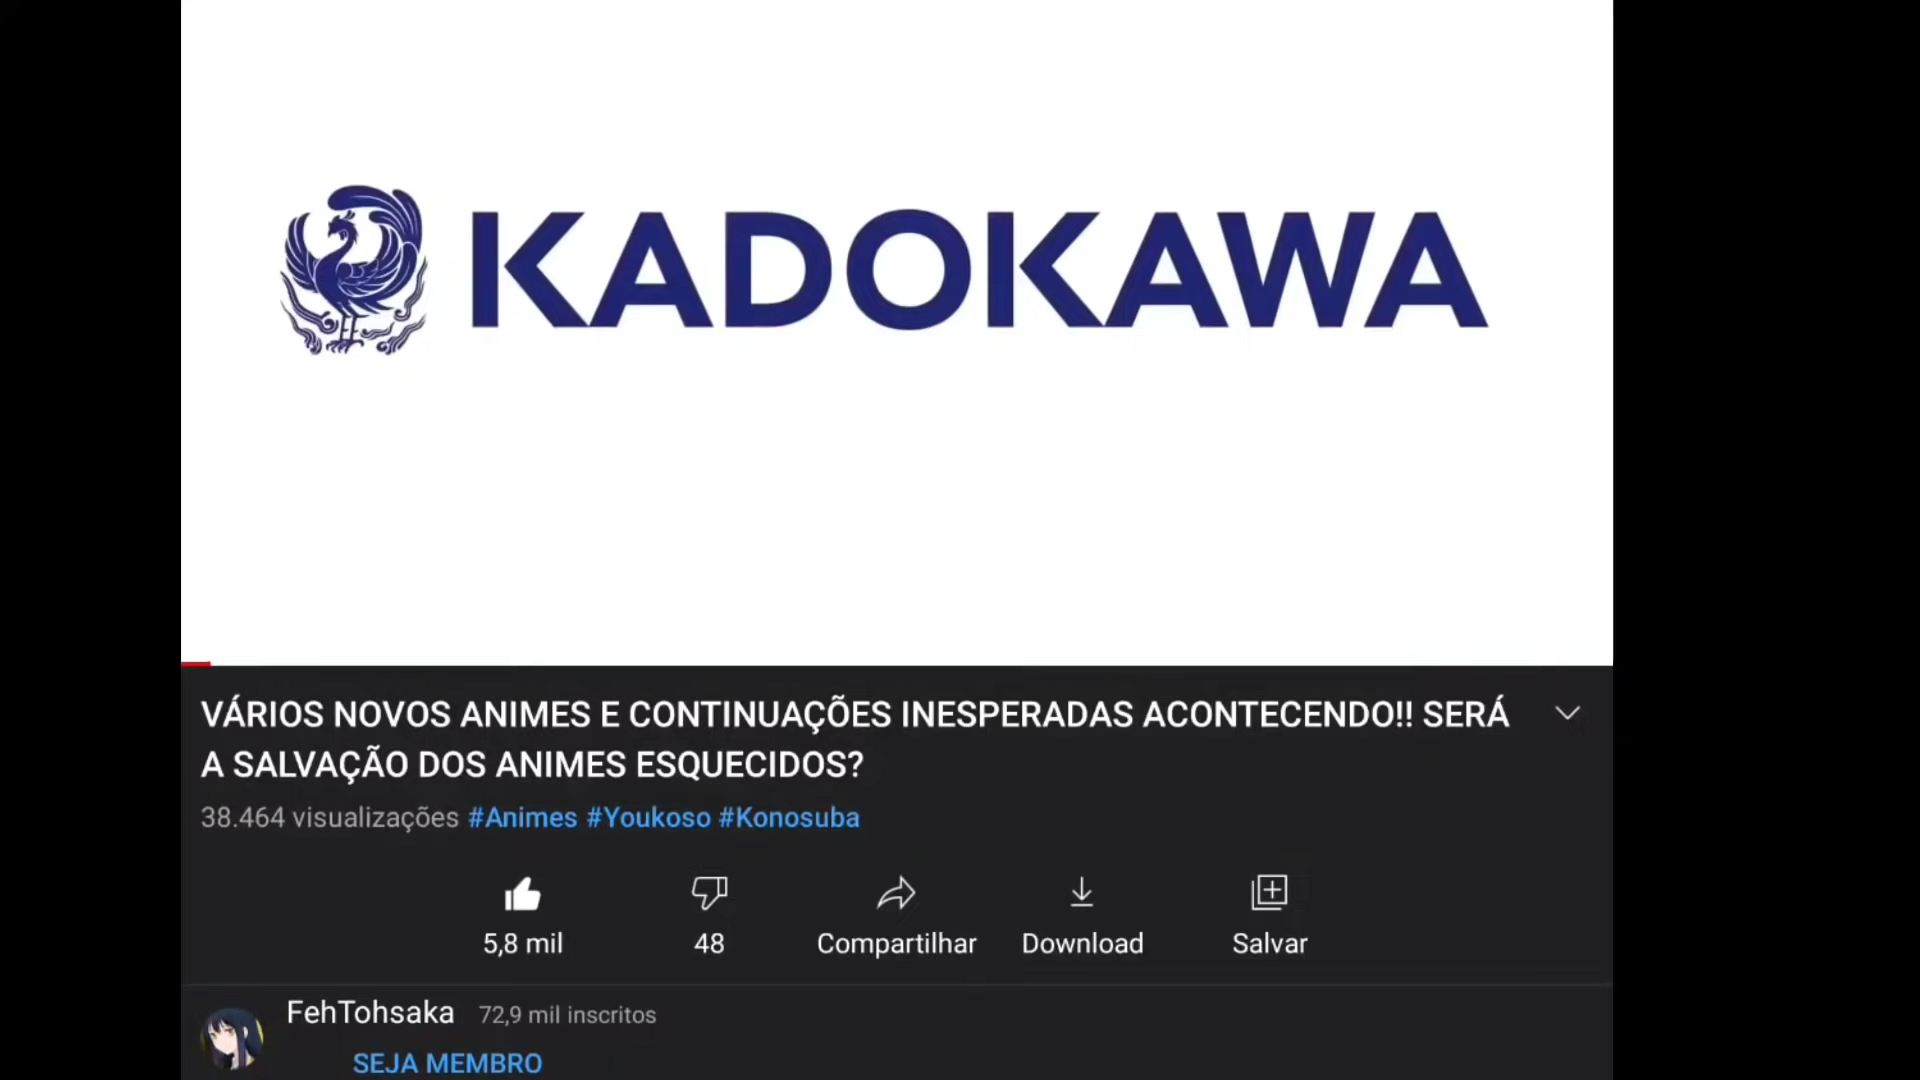 KADOKAWA
VÁRIOS NOVOS ANIMES E CONTINUAÇÕES INESPERADAS ACONTECENDO!! SERÁ
A SALVAÇÃO DOS ANIMES ESQUECIDOS?
38.464 visualizações #Animes #Youkoso #Konosuba
5,8 mil 48 Compartilhar Download Salvar
FehTohsaka 72,9 mil inscritos
SEJA MEMBRO